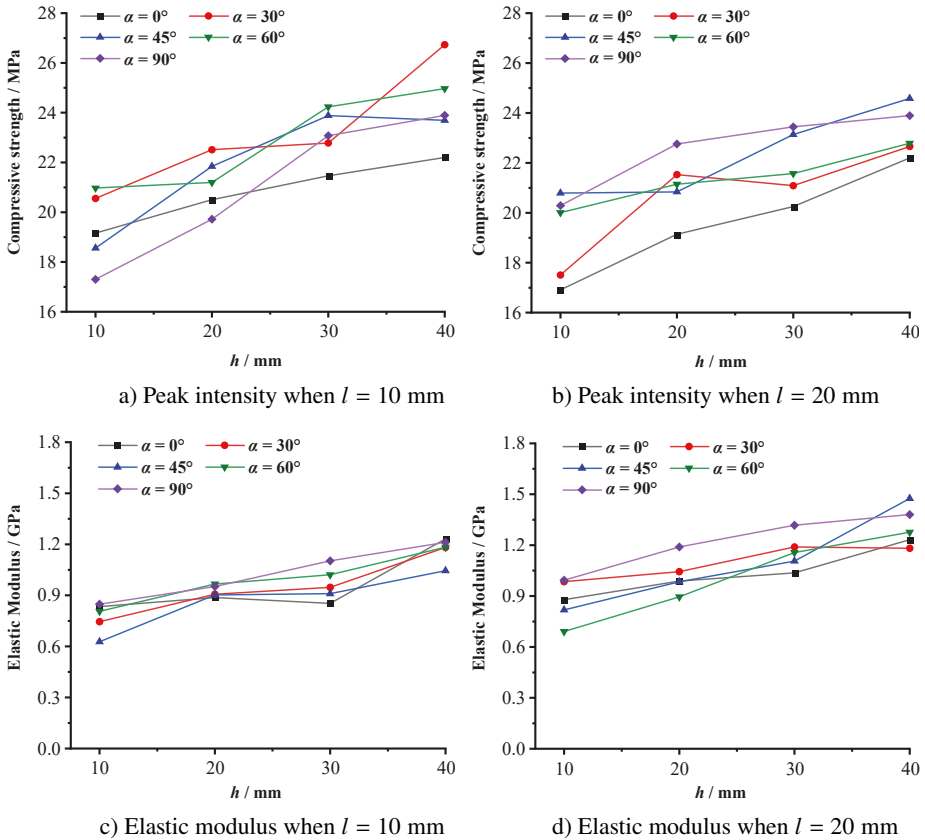 α = 0° α = 30°
α = 45° α = 60°
α = 90°
Compressive strength / MPa
28
26
24
22
20
18
16
10 20 30 40
h / mm
a) Peak intensity when l = 10 mm
α = 0° α = 30°
α = 45° α = 60°
α = 90°
Compressive strength / MPa
28
26
24
22
20
18
16
10 20 30 40
h / mm
b) Peak intensity when l = 20 mm
α = 0° α = 30°
α = 45° α = 60°
α = 90°
Elastic Modulus / GPa
1.8
1.5
1.2
0.9
0.6
0.3
0.0
10 20 30 40
h / mm
c) Elastic modulus when l = 10 mm
α = 0° α = 30°
α = 45° α = 60°
α = 90°
Elastic Modulus / GPa
1.8
1.5
1.2
0.9
0.6
0.3
0.0
10 20 30 40
h / mm
d) Elastic modulus when l = 20 mm